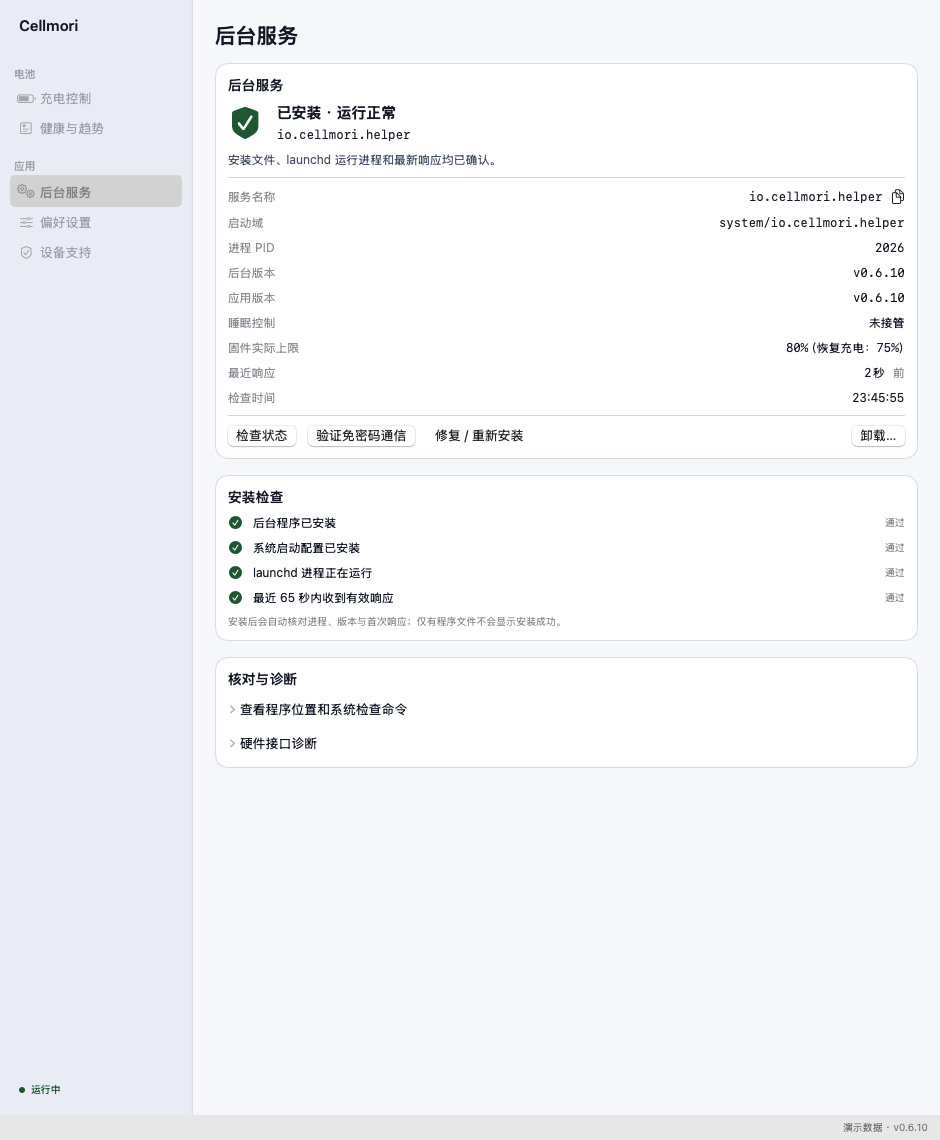 Cellmori
电池
充电控制
健康与趋势
应用
后台服务
偏好设置
设备支持
运行中
后台服务
后台服务
已安装 · 运行正常
io.cellmori.helper
安装文件、launchd 运行进程和最新响应均已确认。
服务名称 io.cellmori.helper
启动域 system/io.cellmori.helper
进程 PID 2026
后台版本 v0.6.10
应用版本 v0.6.10
睡眠控制 未接管
固件实际上限 80% (恢复充电：75%)
最近响应 2秒 前
检查时间 23:45:55
检查状态 验证免密码通信 修复 / 重新安装 卸载...
安装检查
后台程序已安装 通过
系统启动配置已安装 通过
launchd 进程正在运行 通过
最近 65 秒内收到有效响应 通过
安装后会自动核对进程、版本与首次响应；仅有程序文件不会显示安装成功。
核对与诊断
查看程序位置和系统检查命令
硬件接口诊断
演示数据 · v0.6.10